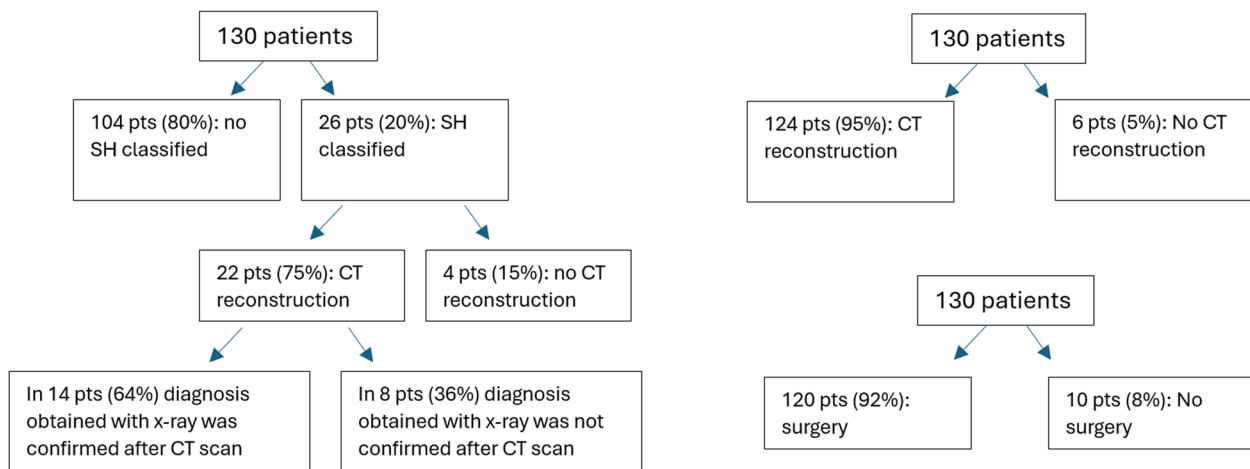 130 patients
104 pts (80%): no
SH classified
26 pts (20%): SH
classified
22 pts (75%): CT
reconstruction
4 pts (15%): no CT
reconstruction
In 14 pts (64%) diagnosis
obtained with x-ray was
confirmed after CT scan
In 8 pts (36%) diagnosis
obtained with x-ray was not
confirmed after CT scan
130 patients
124 pts (95%): CT
reconstruction
6 pts (5%): No CT
reconstruction
130 patients
120 pts (92%):
surgery
10 pts (8%): No
surgery